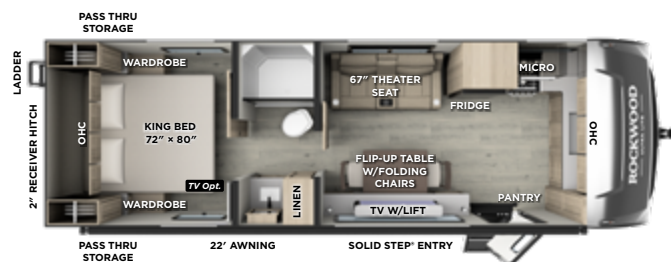 PASS THRU
STORAGE
LADDER
2" RECEIVER HITCH
WARDROBE
OHC
KING BED
72" × 80"
TV Opt.
WARDROBE
LINEN
67" THEATER
SEAT
FRIDGE
MICRO
FLIP-UP TABLE
W/FOLDING
CHAIRS
TV W/LIFT
PANTRY
OHC
ROCKWOOD
PASS THRU
STORAGE
22' AWNING
SOLID STEP® ENTRY